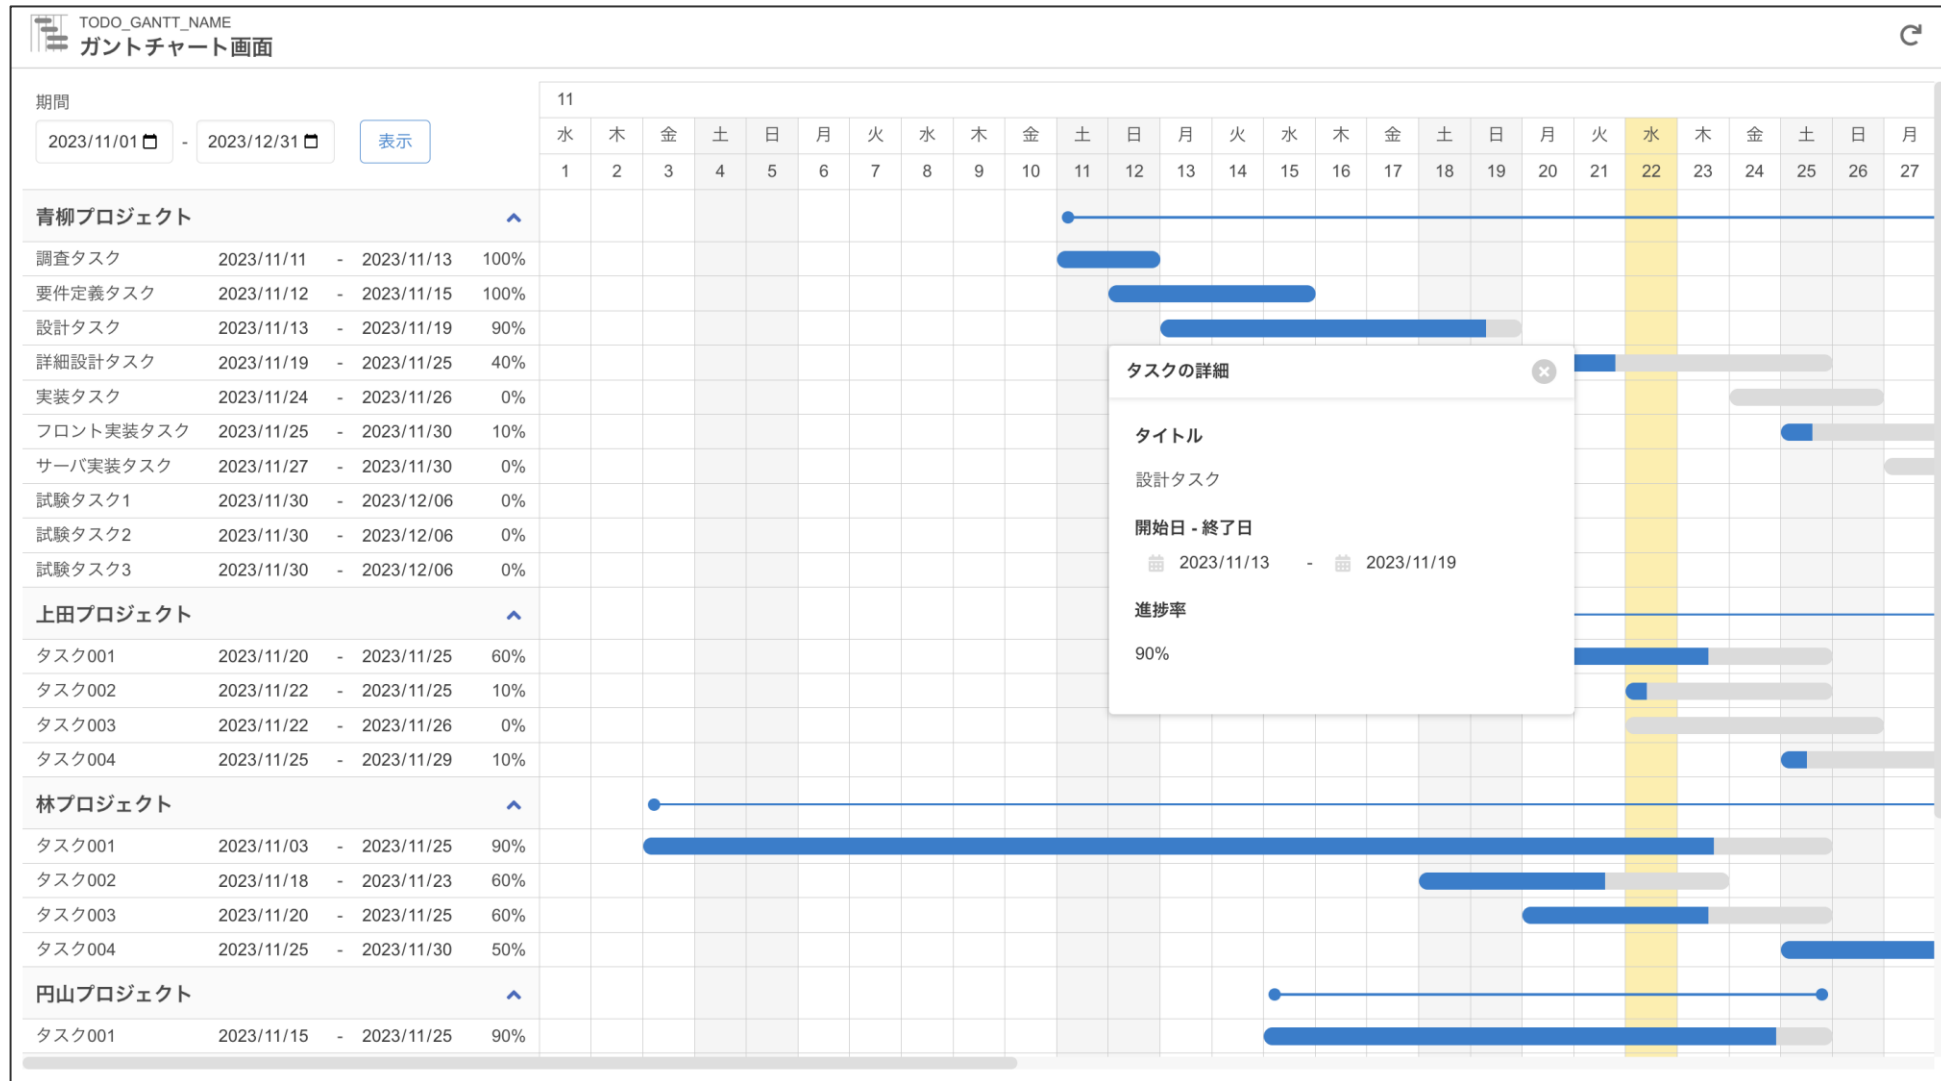 TODO_GANTT_NAME
ガントチャート画面
期間
2023/11/01 - 2023/12/31 表示
11
水 木 金 土 日 月 火 水 木 金 土 日 月 火 水 木 金 土 日 月 火 水 木 金 土 日 月
1 2 3 4 5 6 7 8 9 10 11 12 13 14 15 16 17 18 19 20 21 22 23 24 25 26 27
青柳プロジェクト
調査タスク 2023/11/11 - 2023/11/13 100%
要件定義タスク 2023/11/12 - 2023/11/15 100%
設計タスク 2023/11/13 - 2023/11/19 90%
詳細設計タスク 2023/11/19 - 2023/11/25 40%
実装タスク 2023/11/24 - 2023/11/26 0%
フロント実装タスク 2023/11/25 - 2023/11/30 10%
サーバ実装タスク 2023/11/27 - 2023/11/30 0%
試験タスク1 2023/11/30 - 2023/12/06 0%
試験タスク2 2023/11/30 - 2023/12/06 0%
試験タスク3 2023/11/30 - 2023/12/06 0%
上田プロジェクト
タスク001 2023/11/20 - 2023/11/25 60%
タスク002 2023/11/22 - 2023/11/25 10%
タスク003 2023/11/22 - 2023/11/26 0%
タスク004 2023/11/25 - 2023/11/29 10%
林プロジェクト
タスク001 2023/11/03 - 2023/11/25 90%
タスク002 2023/11/18 - 2023/11/23 60%
タスク003 2023/11/20 - 2023/11/25 60%
タスク004 2023/11/25 - 2023/11/30 50%
円山プロジェクト
タスク001 2023/11/15 - 2023/11/25 90%
タスクの詳細
タイトル
設計タスク
開始日 - 終了日
2023/11/13 - 2023/11/19
進捗率
90%